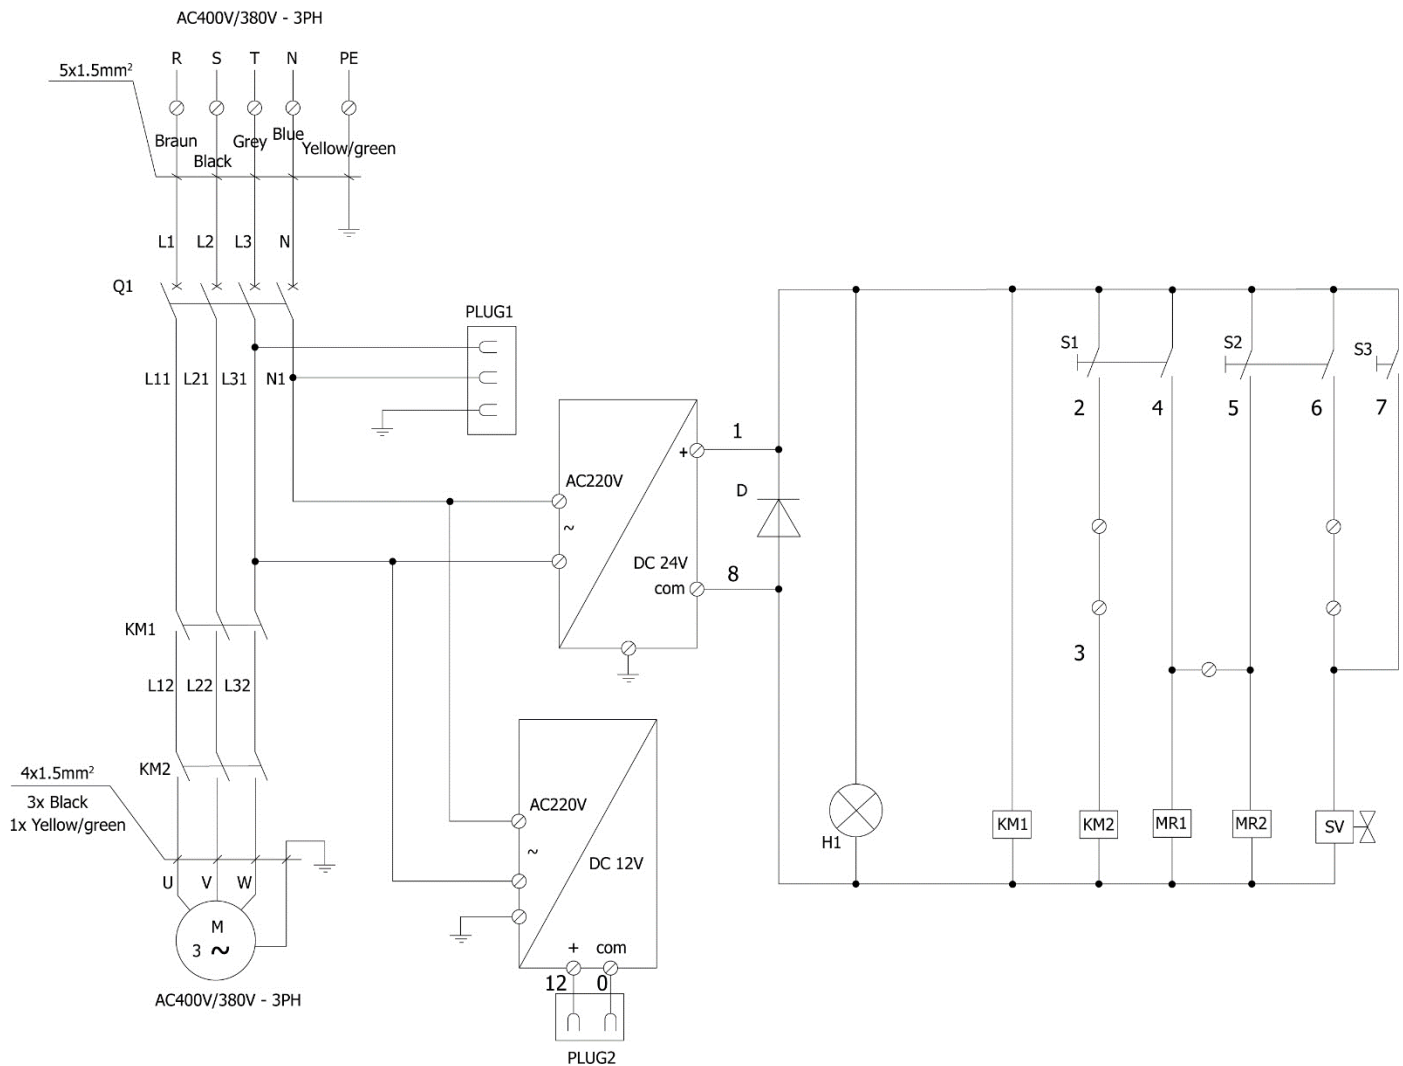 AC400V/380V - 3PH
R S T N PE
5x1.5mm²
Braun Black Grey Blue Yellow/green
L1 L2 L3 N
Q1
PLUG1
L11 L21 L31 N1
S1 S2 S3
2 4 5 6 7
1
+
AC220V
~
D
DC 24V
com
8
KM1
3
L12 L22 L32
KM2
4x1.5mm²
3x Black
1x Yellow/green
AC220V
~
DC 12V
H1
KM1 KM2 MR1 MR2 SV
U V W
M
3 ~
+ com
12 0
AC400V/380V - 3PH
PLUG2